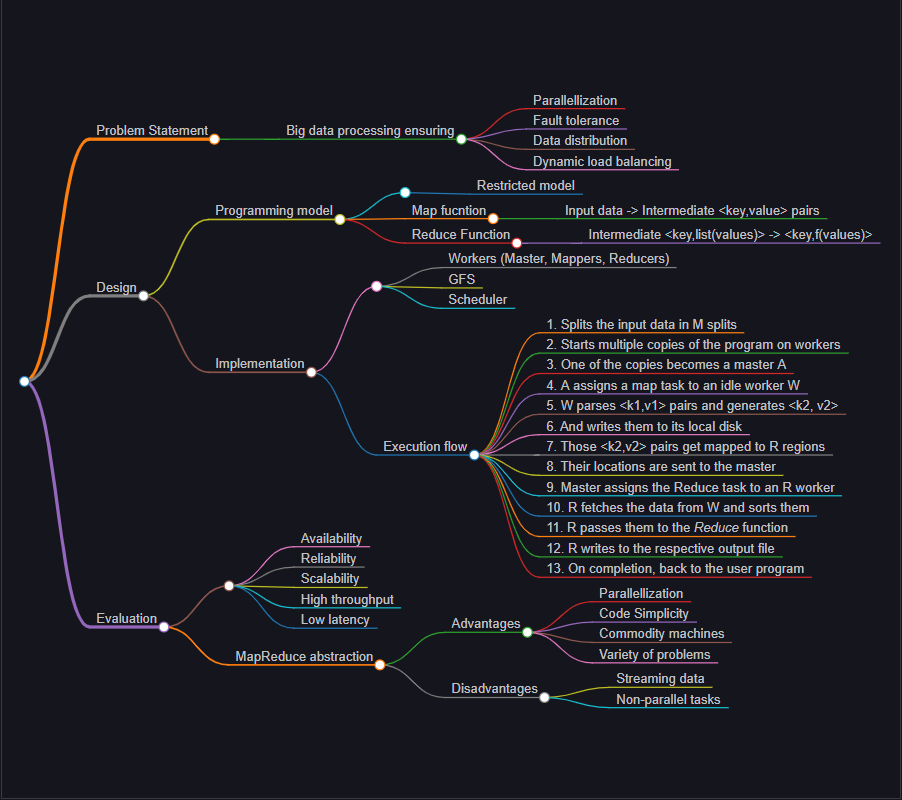 Problem Statement
Big data processing ensuring
Parallellization
Fault tolerance
Data distribution
Dynamic load balancing
Design
Programming model
Restricted model
Map fucntion
Input data -> Intermediate <key,value> pairs
Reduce Function
Intermediate <key,list(values)> -> <key,f(values)>
Implementation
Workers (Master, Mappers, Reducers)
GFS
Scheduler
Execution flow
1. Splits the input data in M splits
2. Starts multiple copies of the program on workers
3. One of the copies becomes a master A
4. A assigns a map task to an idle worker W
5. W parses <k1,v1> pairs and generates <k2, v2>
6. And writes them to its local disk
7. Those <k2,v2> pairs get mapped to R regions
8. Their locations are sent to the master
9. Master assigns the Reduce task to an R worker
10. R fetches the data from W and sorts them
11. R passes them to the Reduce function
12. R writes to the respective output file
13. On completion, back to the user program
Evaluation
Availability
Reliability
Scalability
High throughput
Low latency
MapReduce abstraction
Advantages
Parallellization
Code Simplicity
Commodity machines
Variety of problems
Disadvantages
Streaming data
Non-parallel tasks